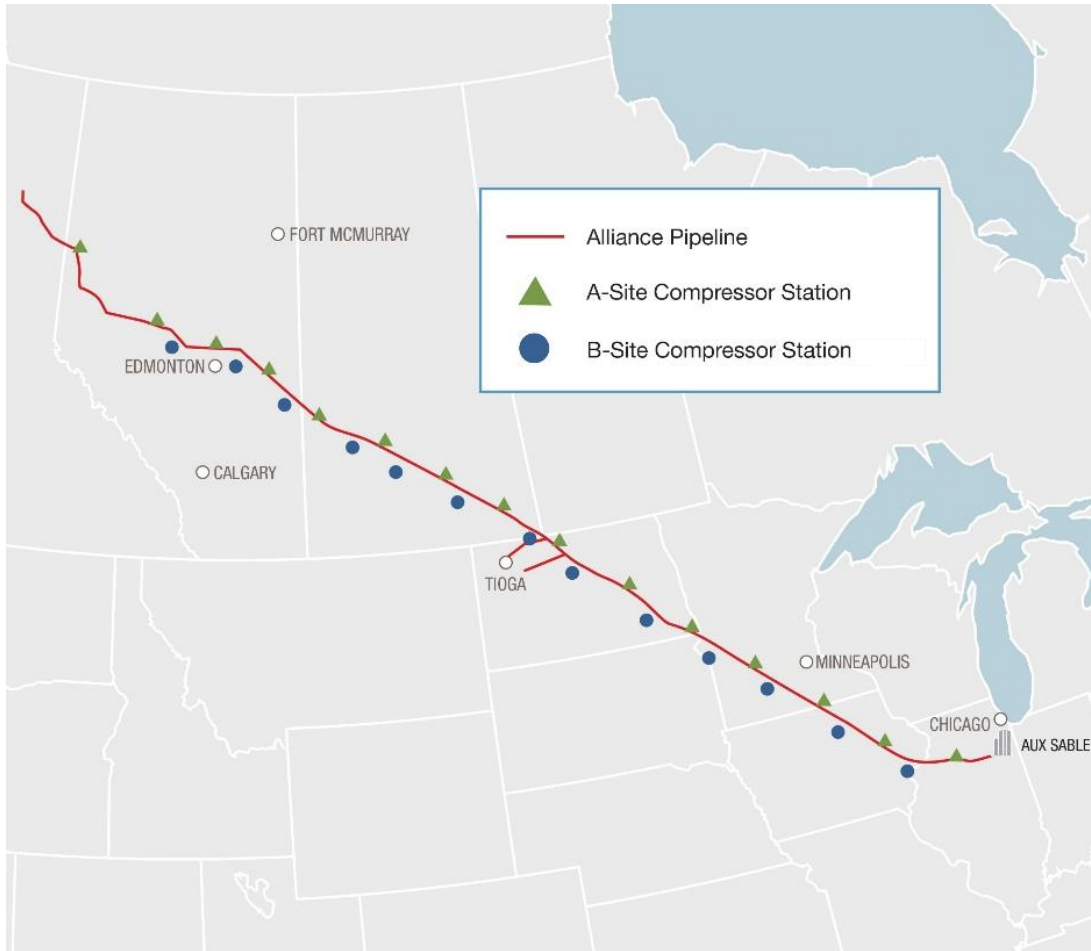 FORT MCMURRAY
Alliance Pipeline
A-Site Compressor Station
B-Site Compressor Station
EDMONTON
CALGARY
TIOGA
MINNEAPOLIS
CHICAGO
AUX SABLE